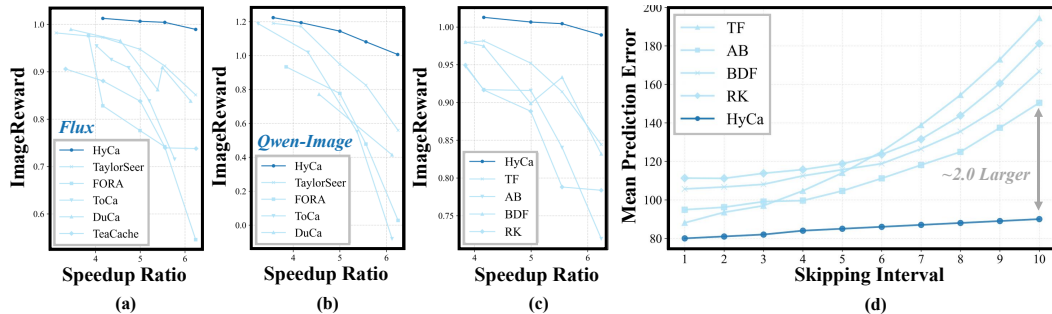 ImageReward
1.0
0.9
0.8
0.7
0.6
Flux
HyCa
TaylorSeer
FORA
ToCa
DuCa
TeaCache
4
5
6
Speedup Ratio
(a)
ImageReward
1.2
1.0
0.8
0.6
0.4
0.2
0.0
Qwen-Image
HyCa
TaylorSeer
FORA
ToCa
DuCa
4
5
6
Speedup Ratio
(b)
ImageReward
1.00
0.95
0.90
0.85
0.80
0.75
HyCa
TF
AB
BDF
RK
4
5
6
Speedup Ratio
(c)
Mean Prediction Error
200
180
160
140
120
100
80
TF
AB
BDF
RK
HyCa
~2.0 Larger
1 2 3 4 5 6 7 8 9 10
Skipping Interval
(d)